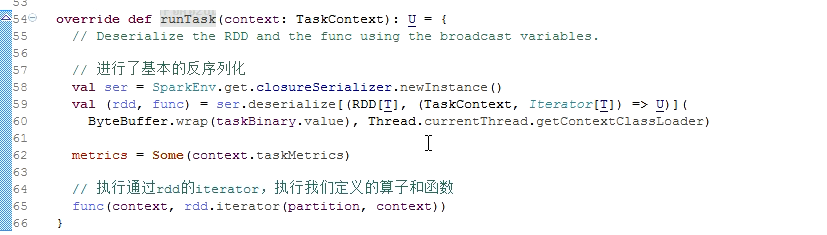 53
54 override def runTask(context: TaskContext): U = {
55 // Deserialize the RDD and the func using the broadcast variables.
56
57 // 进行了基本的反序列化
58 val ser = SparkEnv.get.closureSerializer.newInstance()
59 val (rdd, func) = ser.deserialize[(RDD[T], (TaskContext, Iterator[T]) => U)](
60 ByteBuffer.wrap(taskBinary.value), Thread.currentThread.getContextClassLoader)
61
62 metrics = Some(context.taskMetrics)
63
64 // 执行通过rdd的iterator，执行我们定义的算子和函数
65 func(context, rdd.iterator(partition, context))
66 }